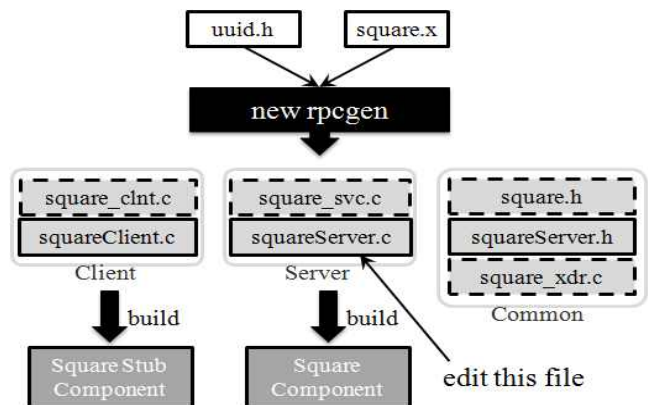 uuid.h
square.x
new rpcgen
square_clnt.c
squareClient.c
Client
square_svc.c
squareServer.c
Server
square.h
squareServer.h
square_xdr.c
Common
build
build
Square Stub
Component
Square
Component
edit this file